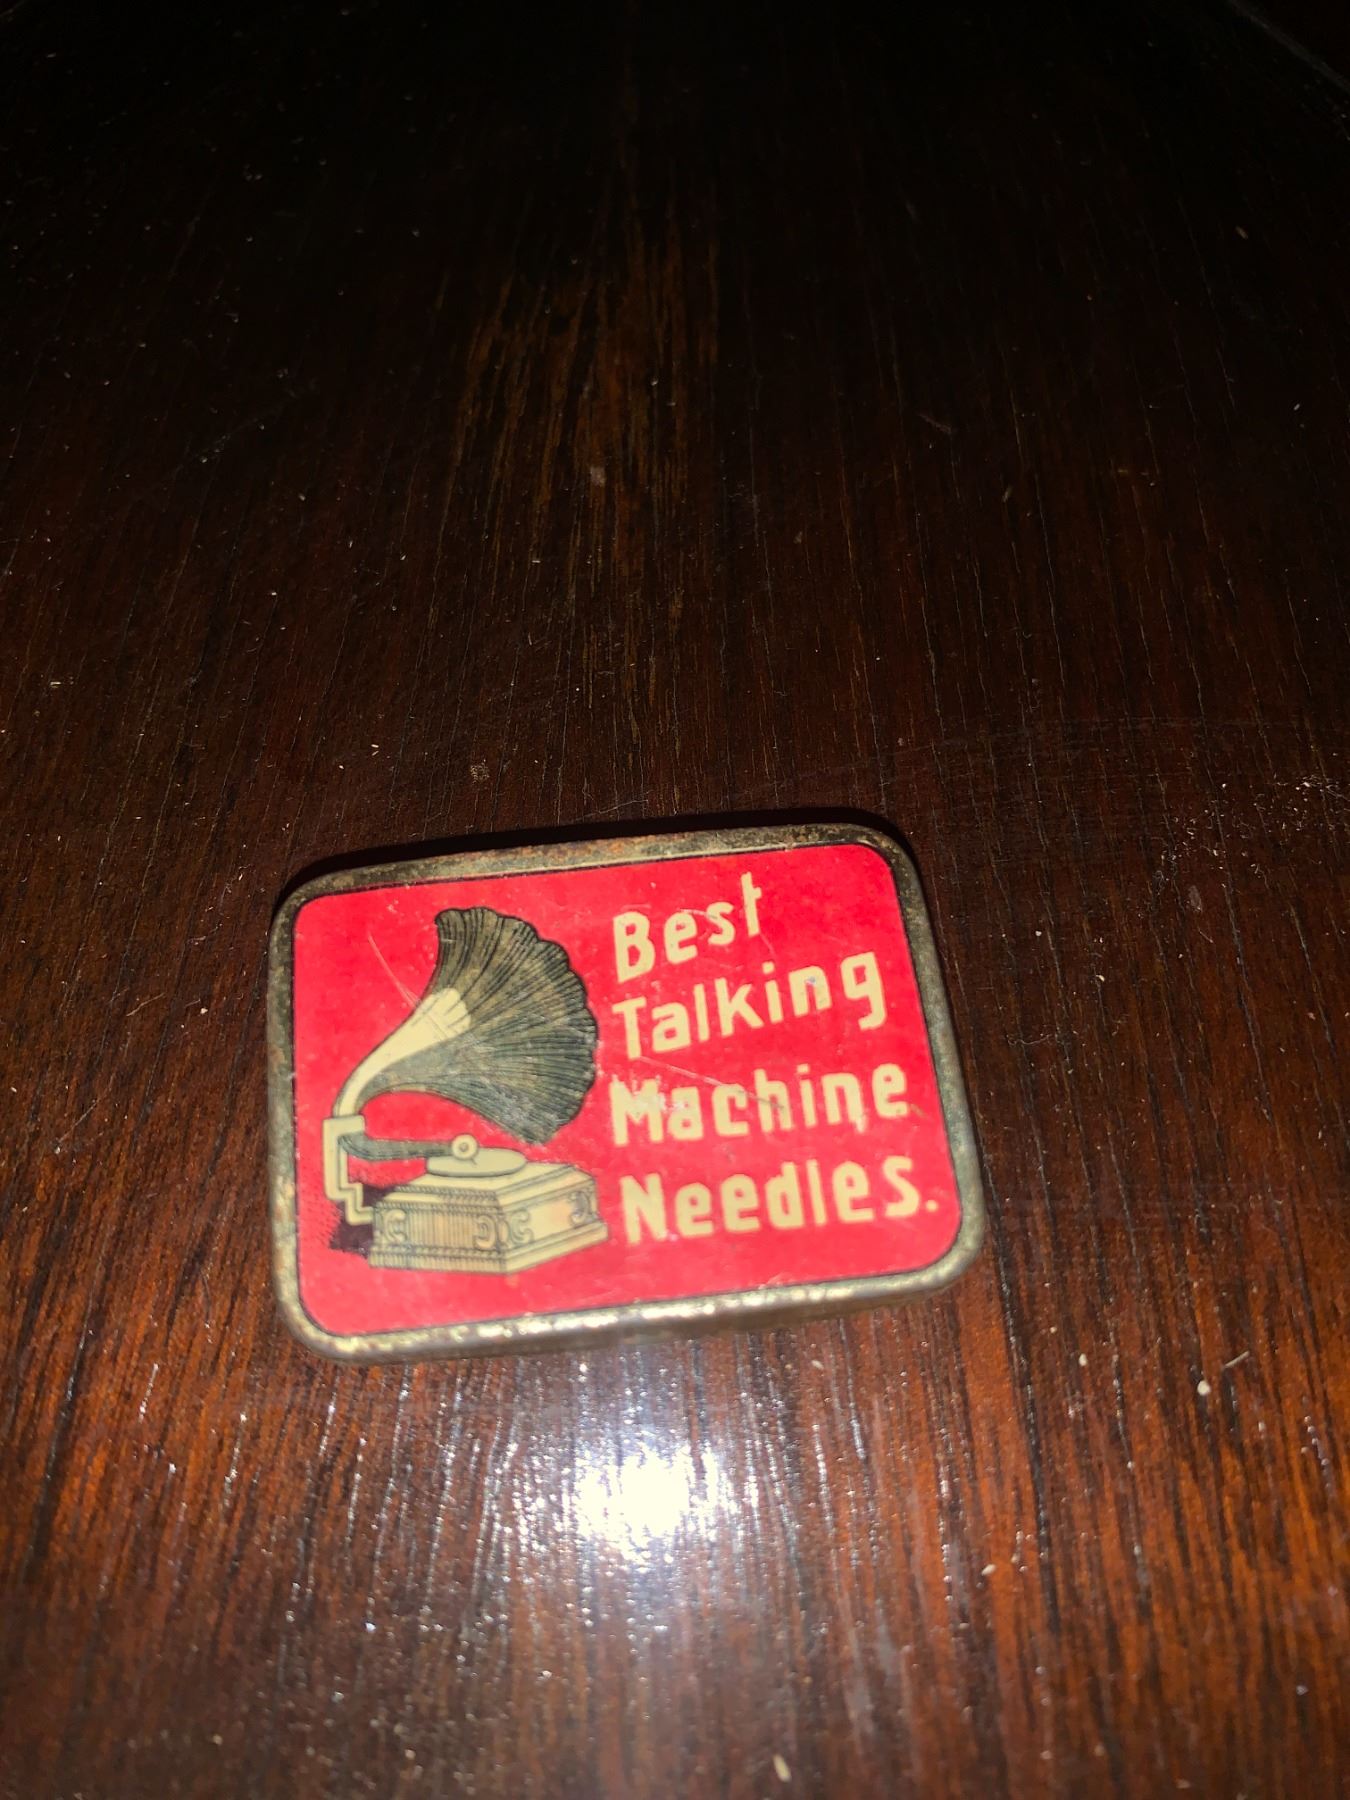 Best
Talking
Machine
Needles.